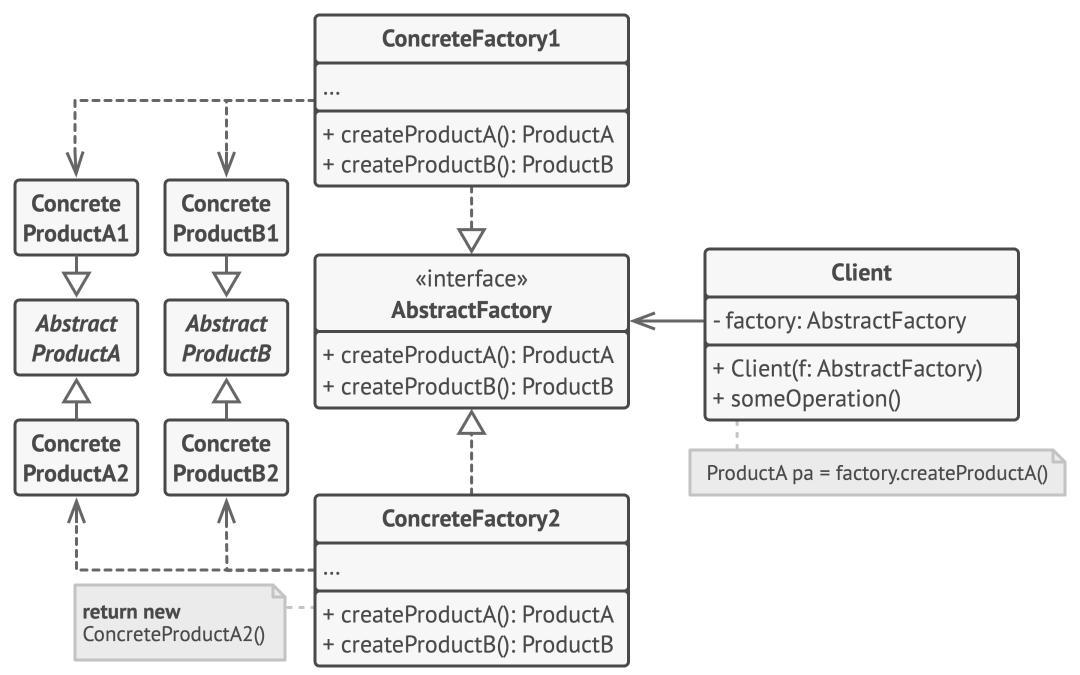 ConcreteFactory1
...
+ createProductA(): ProductA
+ createProductB(): ProductB
Concrete
ProductA1
Concrete
ProductB1
Abstract
ProductA
Abstract
ProductB
Concrete
ProductA2
Concrete
ProductB2
«interface»
AbstractFactory
+ createProductA(): ProductA
+ createProductB(): ProductB
Client
- factory: AbstractFactory
+ Client(f: AbstractFactory)
+ someOperation()
ProductA pa = factory.createProductA()
ConcreteFactory2
...
+ createProductA(): ProductA
+ createProductB(): ProductB
return new
ConcreteProductA2()